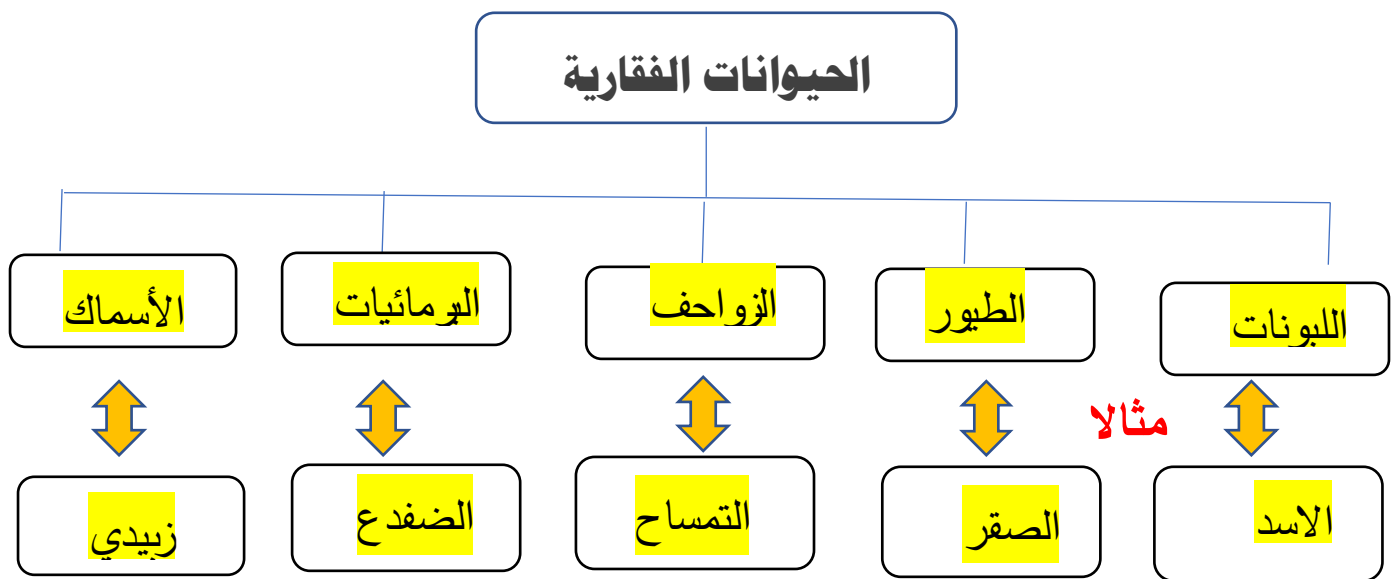 الحيوانات الفقارية
اللبونات
الطيور
الزواحف
البرمائيات
الأسماك
مثالا
الاسد
الصقر
التمساح
الضفدع
زبيدي